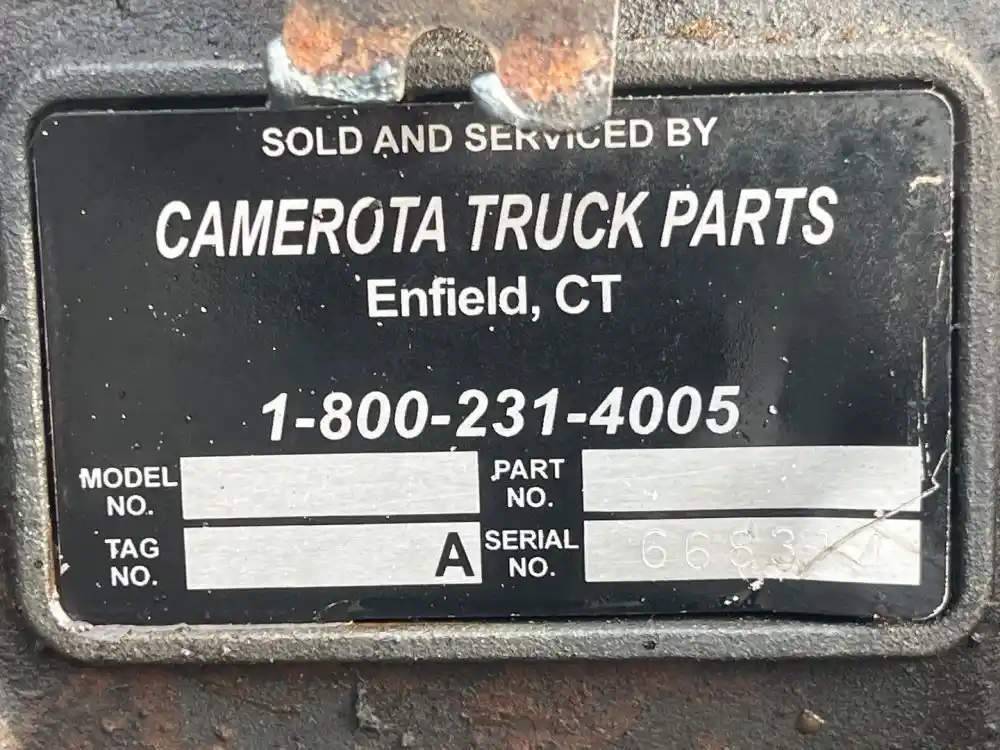 SOLD AND SERVICED BY
CAMEROTA TRUCK PARTS
Enfield, CT
1-800-231-4005
MODEL NO.
PART NO.
TAG NO. A
SERIAL NO.